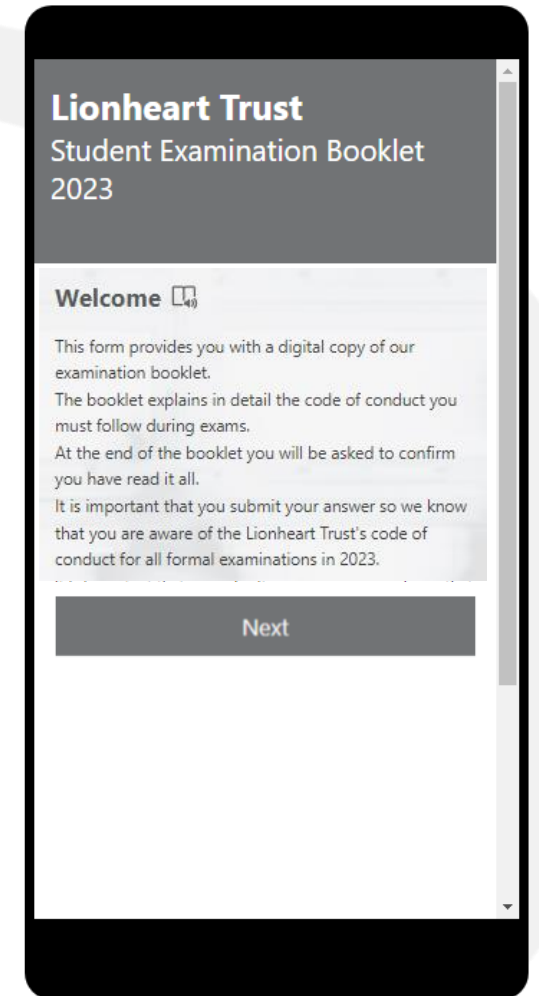 Lionheart Trust
Student Examination Booklet
2023
Welcome
This form provides you with a digital copy of our
examination booklet.
The booklet explains in detail the code of conduct you
must follow during exams.
At the end of the booklet you will be asked to confirm
you have read it all.
It is important that you submit your answer so we know
that you are aware of the Lionheart Trust's code of
conduct for all formal examinations in 2023.
Next